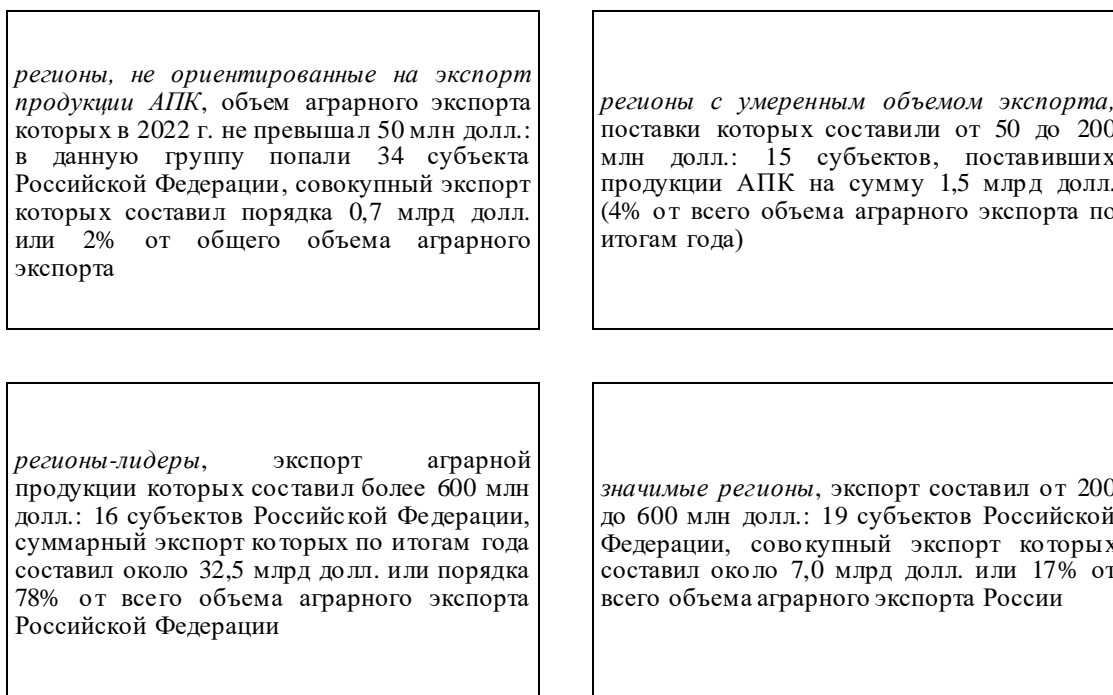 регионы, не ориентированные на экспорт
продукции АПК, объем аграрного экспорта
которых в 2022 г. не превышал 50 млн долл.:
в данную группу попали 34 субъекта
Российской Федерации, совокупный экспорт
которых составил порядка 0,7 млрд долл.
или 2% от общего объема аграрного
экспорта
регионы с умеренным объемом экспорта,
поставки которых составили от 50 до 200
млн долл.: 15 субъектов, поставивших
продукции АПК на сумму 1,5 млрд долл.
(4% от всего объема аграрного экспорта по
итогам года)
регионы-лидеры, экспорт аграрной
продукции которых составил более 600 млн
долл.: 16 субъектов Российской Федерации,
суммарный экспорт которых по итогам года
составил около 32,5 млрд долл. или порядка
78% от всего объема аграрного экспорта
Российской Федерации
значимые регионы, экспорт составил от 200
до 600 млн долл.: 19 субъектов Российской
Федерации, совокупный экспорт которых
составил около 7,0 млрд долл. или 17% от
всего объема аграрного экспорта России